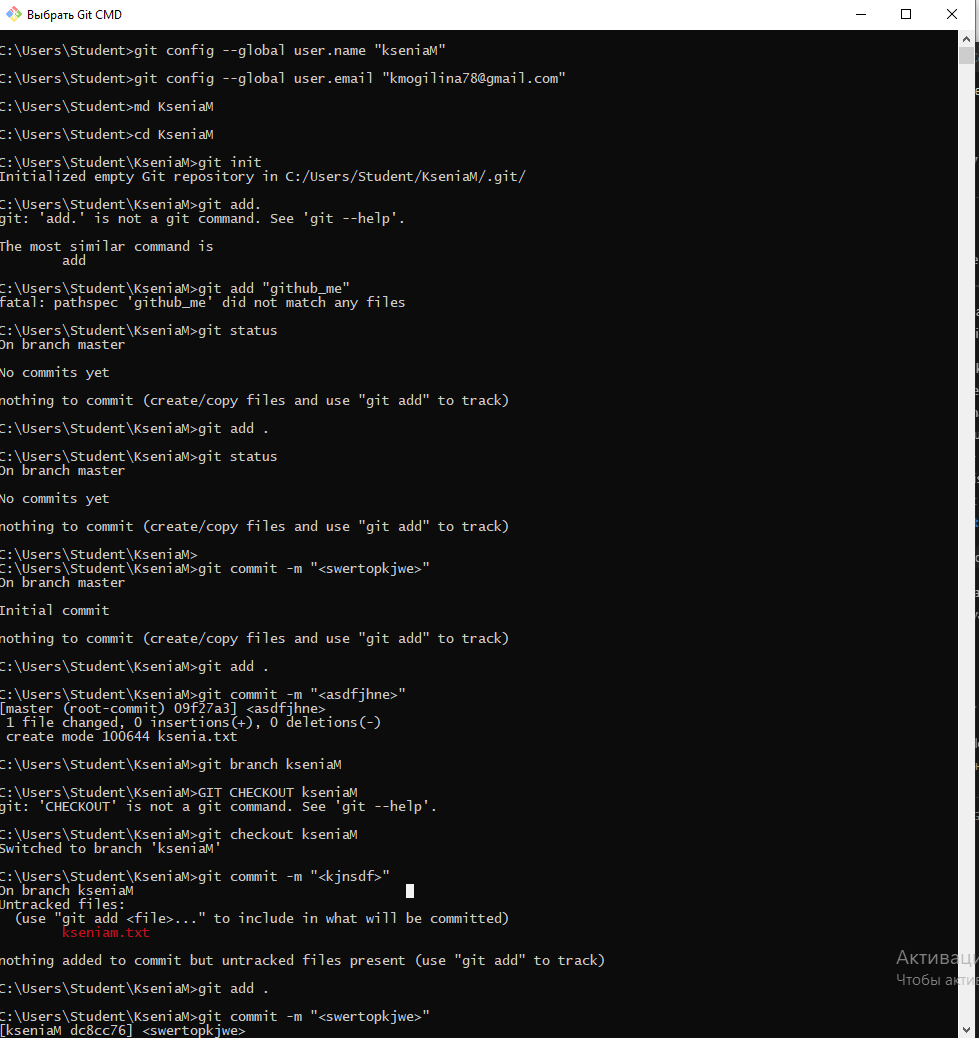 Выбрать Git CMD
C:\Users\Student>git config --global user.name "kseniaM"
C:\Users\Student>git config --global user.email "kmogilina78@gmail.com"
C:\Users\Student>md KseniaM
C:\Users\Student>cd KseniaM
C:\Users\Student\KseniaM>git init
Initialized empty Git repository in C:/Users/Student/KseniaM/.git/
C:\Users\Student\KseniaM>git add.
git: 'add.' is not a git command. See 'git --help'.
The most similar command is
add
C:\Users\Student\KseniaM>git add "github_me"
fatal: pathspec 'github_me' did not match any files
C:\Users\Student\KseniaM>git status
On branch master
No commits yet
nothing to commit (create/copy files and use "git add" to track)
C:\Users\Student\KseniaM>git add .
C:\Users\Student\KseniaM>git status
On branch master
No commits yet
nothing to commit (create/copy files and use "git add" to track)
C:\Users\Student\KseniaM>
C:\Users\Student\KseniaM>git commit -m "<swertopkjwe>"
On branch master
Initial commit
nothing to commit (create/copy files and use "git add" to track)
C:\Users\Student\KseniaM>git add .
C:\Users\Student\KseniaM>git commit -m "<asdfjhne>"
[master (root-commit) 09f27a3] <asdfjhne>
1 file changed, 0 insertions(+), 0 deletions(-)
create mode 100644 ksenia.txt
C:\Users\Student\KseniaM>git branch kseniaM
C:\Users\Student\KseniaM>GIT CHECKOUT kseniaM
git: 'CHECKOUT' is not a git command. See 'git --help'.
C:\Users\Student\KseniaM>git checkout kseniaM
Switched to branch 'kseniaM'
C:\Users\Student\KseniaM>git commit -m "<kjnsdf>"
On branch kseniaM
Untracked files:
(use "git add <file>..." to include in what will be committed)
kseniam.txt
nothing added to commit but untracked files present (use "git add" to track)
Активаци
Чтобы актив
C:\Users\Student\KseniaM>git add .
C:\Users\Student\KseniaM>git commit -m "<swertopkjwe>"
[kseniaM dc8cc76] <swertopkjwe>